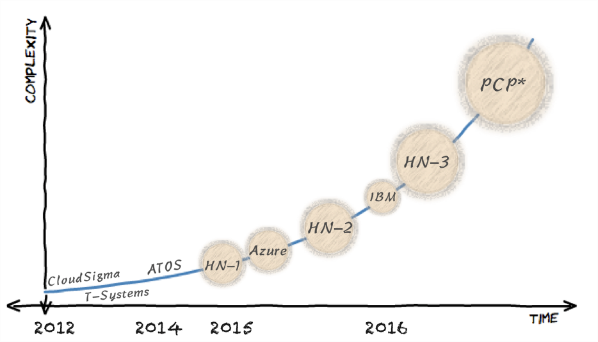 COMPLEXITY
PCP*
HN-3
IBM
HN-2
Azure
HN-1
ATOS
CloudSigma
T-Systems
TIME
2012
2014
2015
2016